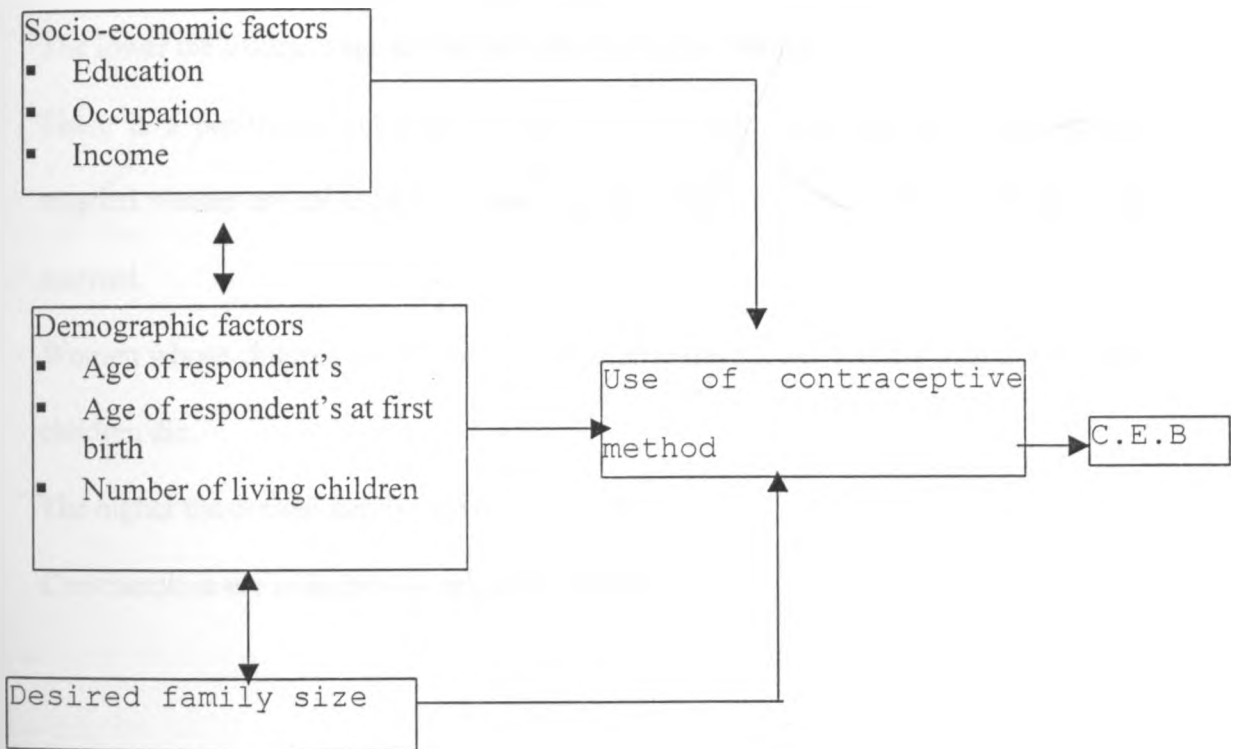 Socio-economic factors
▪ Education
▪ Occupation
▪ Income
Demographic factors
▪ Age of respondent's
▪ Age of respondent's at first
birth
▪ Number of living children
Use of contraceptive
method
C.E.B
Desired family size